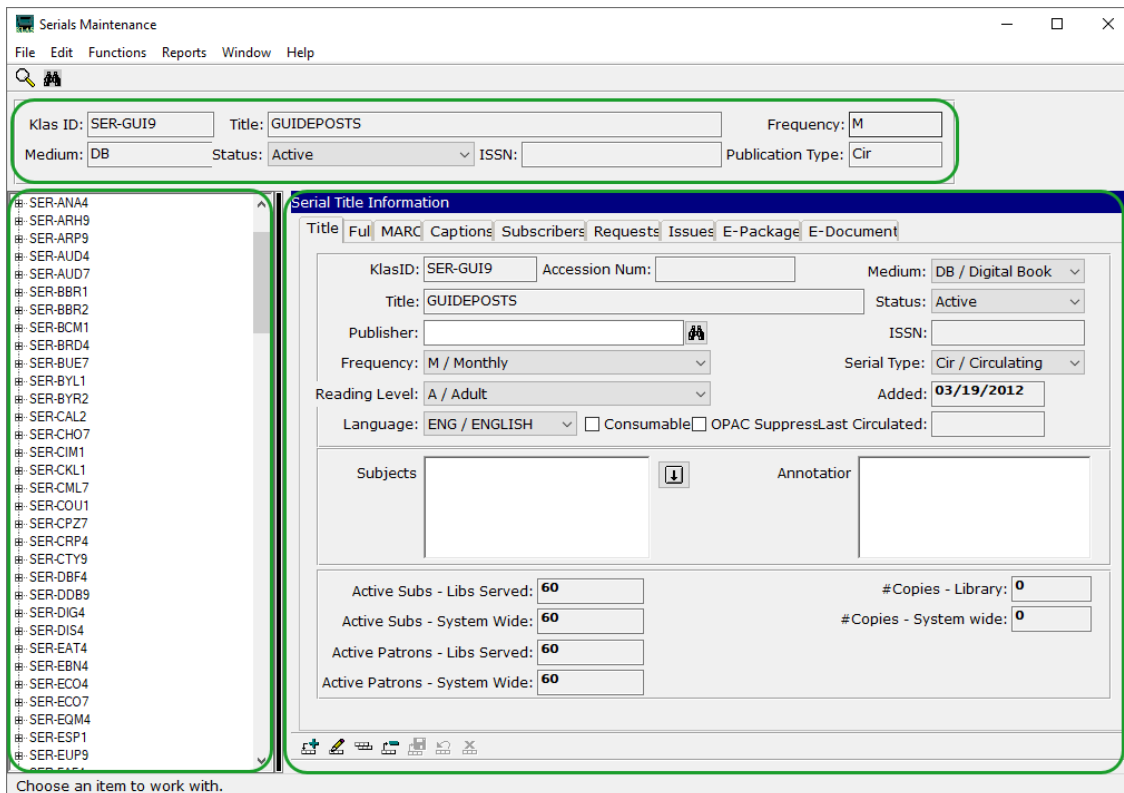 Serials Maintenance
File Edit Functions Reports Window Help
Klas ID: SER-GUI9 Title: GUIDEPOSTS Frequency: M
Medium: DB Status: Active ISSN: Publication Type: Cir
SER-ANA4
SER-ARH9
SER-ARP9
SER-AUD4
SER-AUD7
SER-BBR1
SER-BBR2
SER-BCM1
SER-BRD4
SER-BUE7
SER-BYL1
SER-BYR2
SER-CAL2
SER-CHO7
SER-CIM1
SER-CKL1
SER-CML7
SER-COU1
SER-CPZ7
SER-CRP4
SER-CTY9
SER-DBF4
SER-DDB9
SER-DIG4
SER-DIS4
SER-EAT4
SER-EBN4
SER-ECO4
SER-ECO7
SER-EQM4
SER-ESP1
SER-EUP9
Serial Title Information
Title Ful MARC Captions Subscribers Requests Issues E-Package E-Document
KlasID: SER-GUI9 Accession Num: Medium: DB / Digital Book
Title: GUIDEPOSTS Status: Active
Publisher: ISSN:
Frequency: M / Monthly Serial Type: Cir / Circulating
Reading Level: A / Adult Added: 03/19/2012
Language: ENG / ENGLISH Consumable OPAC Suppress Last Circulated:
Subjects Annotatior
Active Subs - Libs Served: 60 #Copies - Library: 0
Active Subs - System Wide: 60 #Copies - System wide: 0
Active Patrons - Libs Served: 60
Active Patrons - System Wide: 60
Choose an item to work with.